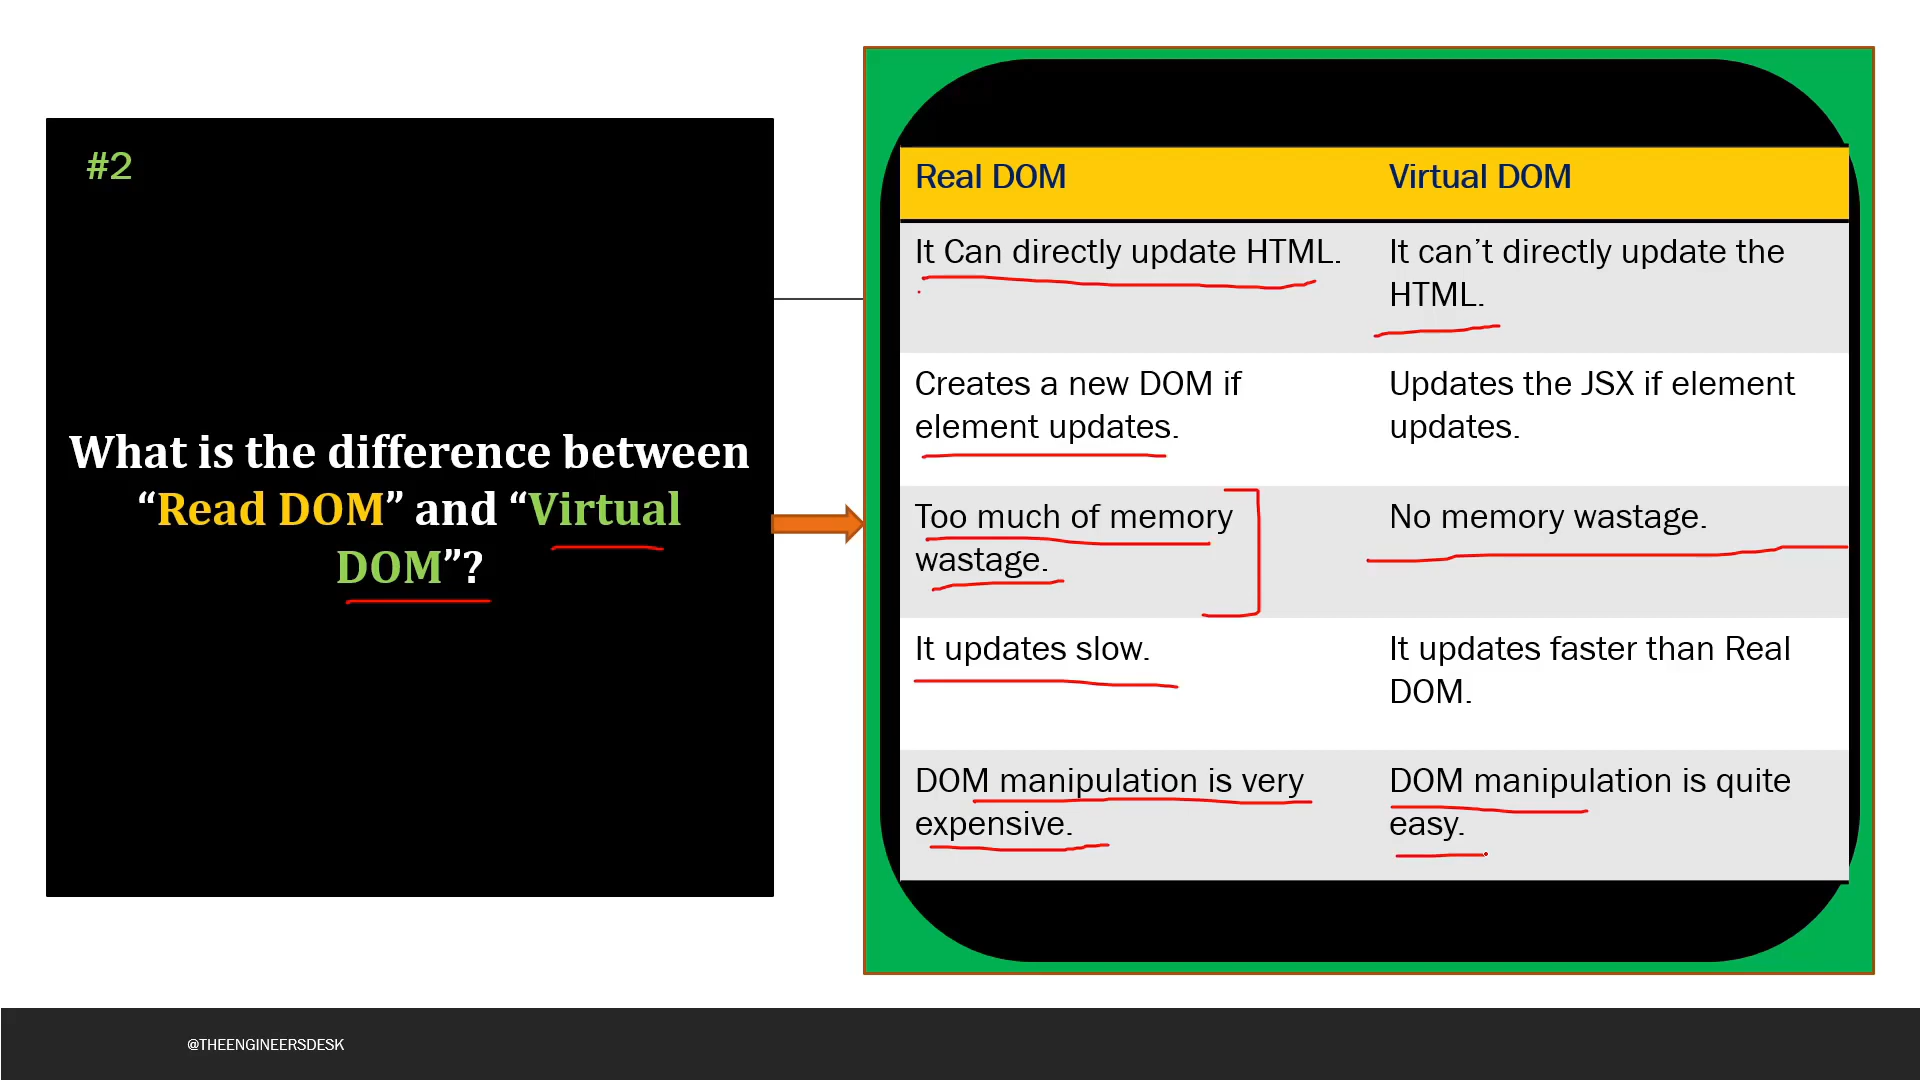 #2
What is the difference between
“Read DOM” and “Virtual
DOM”?
Real DOM
Virtual DOM
It Can directly update HTML.
It can’t directly update the
HTML.
Creates a new DOM if
element updates.
Updates the JSX if element
updates.
Too much of memory
wastage.
No memory wastage.
It updates slow.
It updates faster than Real
DOM.
DOM manipulation is very
expensive.
DOM manipulation is quite
easy.
@THEENGINEERSDESK